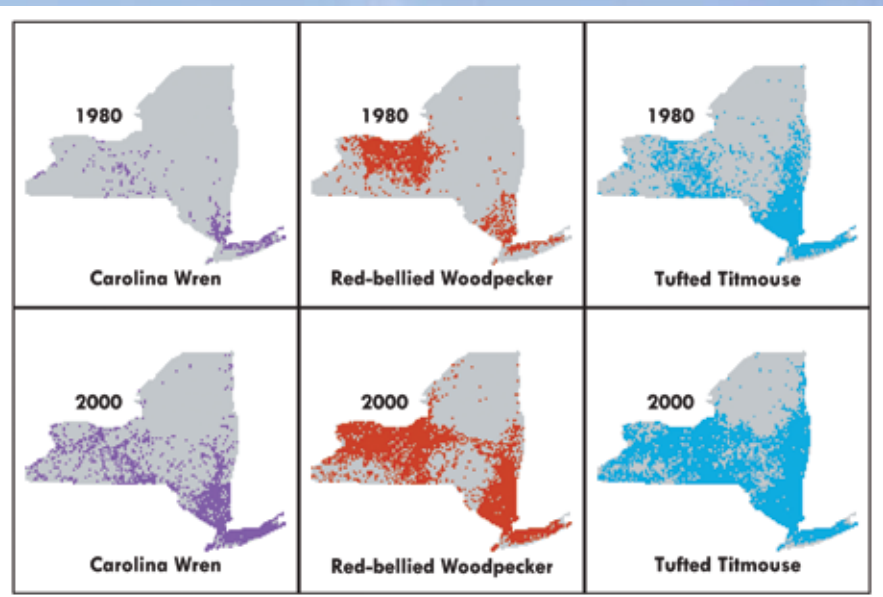 1980
Carolina Wren
1980
Red-bellied Woodpecker
1980
Tufted Titmouse
2000
Carolina Wren
2000
Red-bellied Woodpecker
2000
Tufted Titmouse